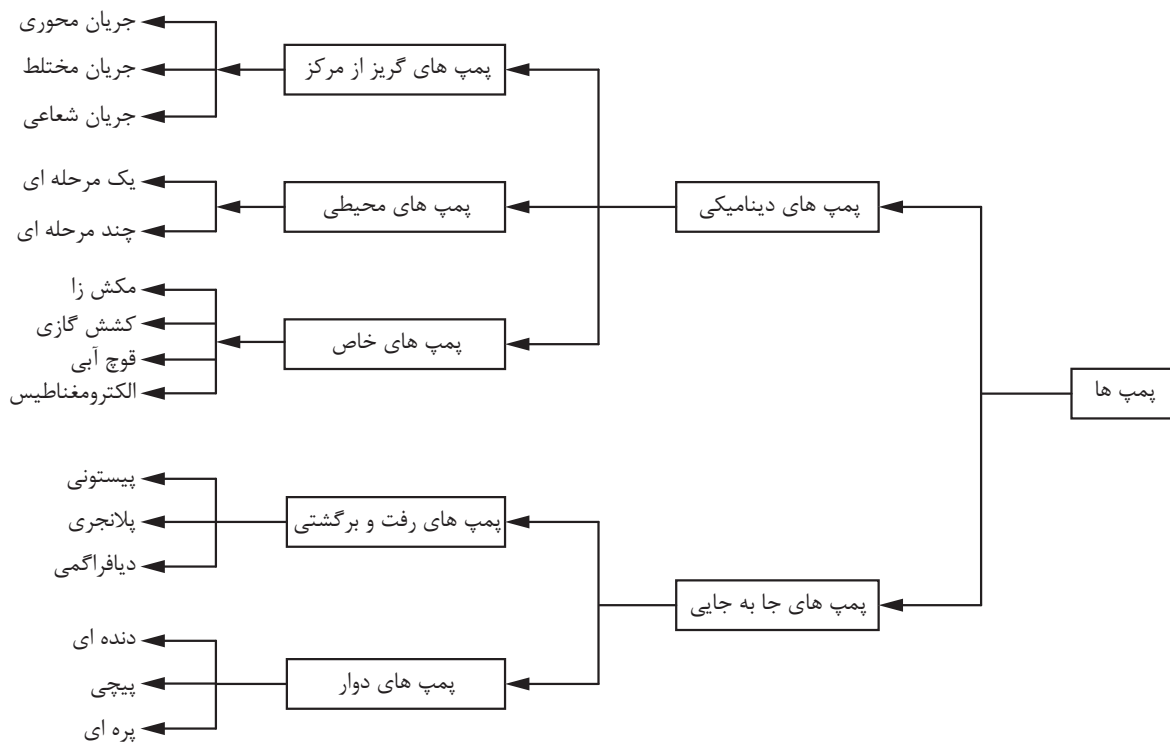 پمپ ها
پمپ های دینامیکی
پمپ های گریز از مرکز
جریان محوری
جریان مختلط
جریان شعاعی
پمپ های محیطی
یک مرحله ای
چند مرحله ای
پمپ های خاص
مکش زا
کشش گازی
قوچ آبی
الکترومغناطیس
پمپ های جا به جایی
پمپ های رفت و برگشتی
پیستونی
پلانجری
دیافراگمی
پمپ های دوار
دنده ای
پیچی
پره ای